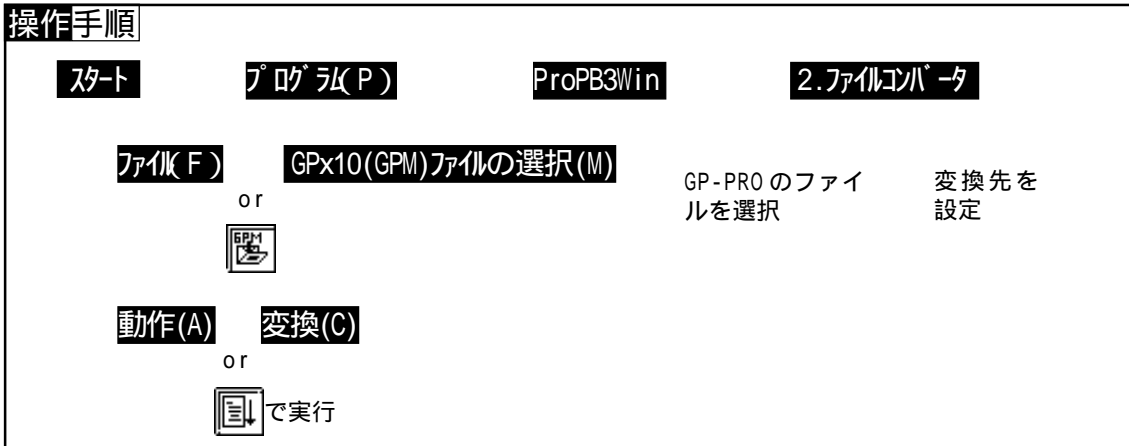 操作手順
スタート プログラム(P) ProPB3Win 2.ファイルコンバータ
ファイル(F) GPx10(GPM)ファイルの選択(M)
or
GPM
GP-PROのファイ
ルを選択
変換先を
設定
動作(A) 変換(C)
or
で実行